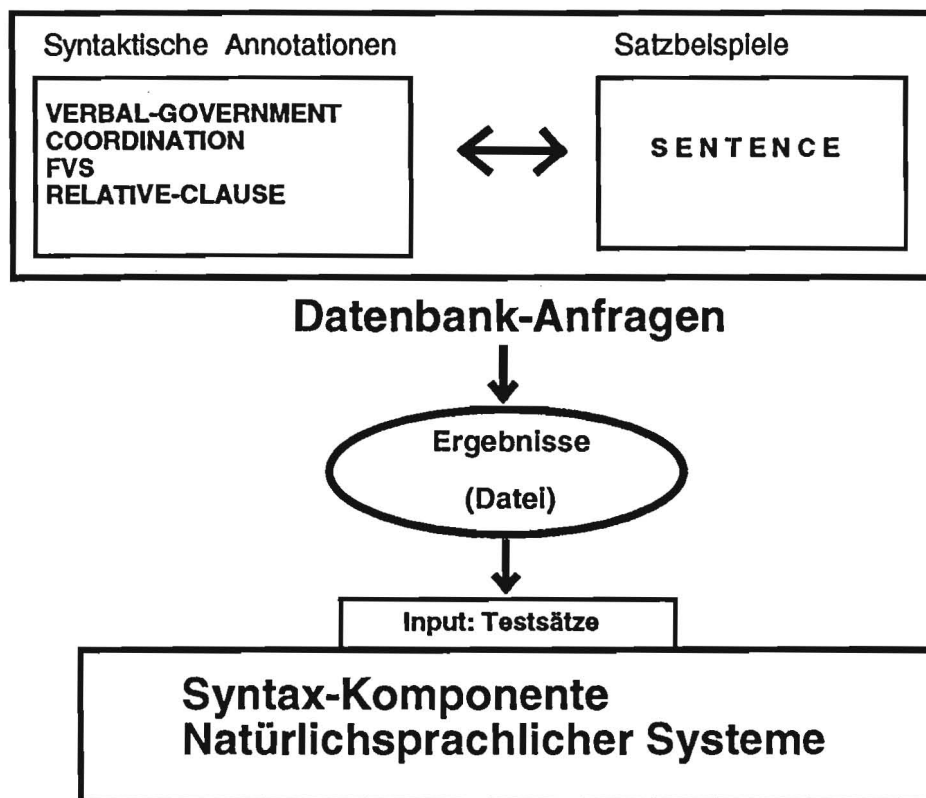 Syntaktische Annotationen
Satzbeispiele
VERBAL-GOVERNMENT
COORDINATION
FVS
RELATIVE-CLAUSE
SENTENCE
Datenbank-Anfragen
Ergebnisse
(Datei)
Input: Testsätze
Syntax-Komponente
Natürlichsprachlicher Systeme